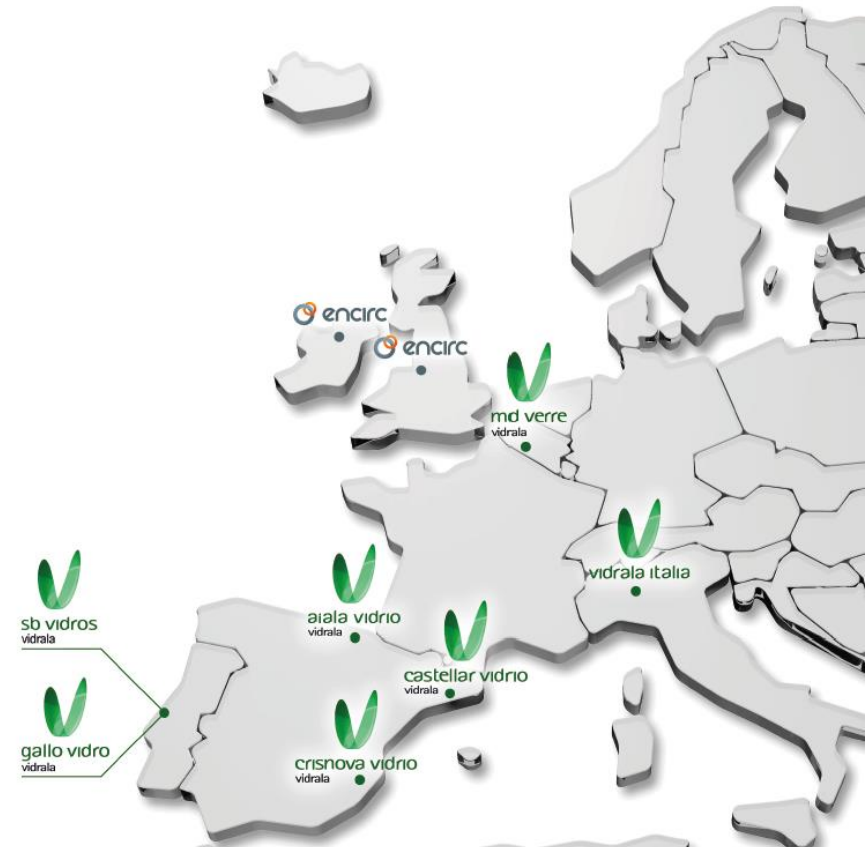 encirc
encirc
md verre
vidrala
vidrala italia
sb vidros
vidrala
aiala vidrio
vidrala
castellar vidrio
vidrala
gallo vidro
vidrala
crisnova vidrio
vidrala